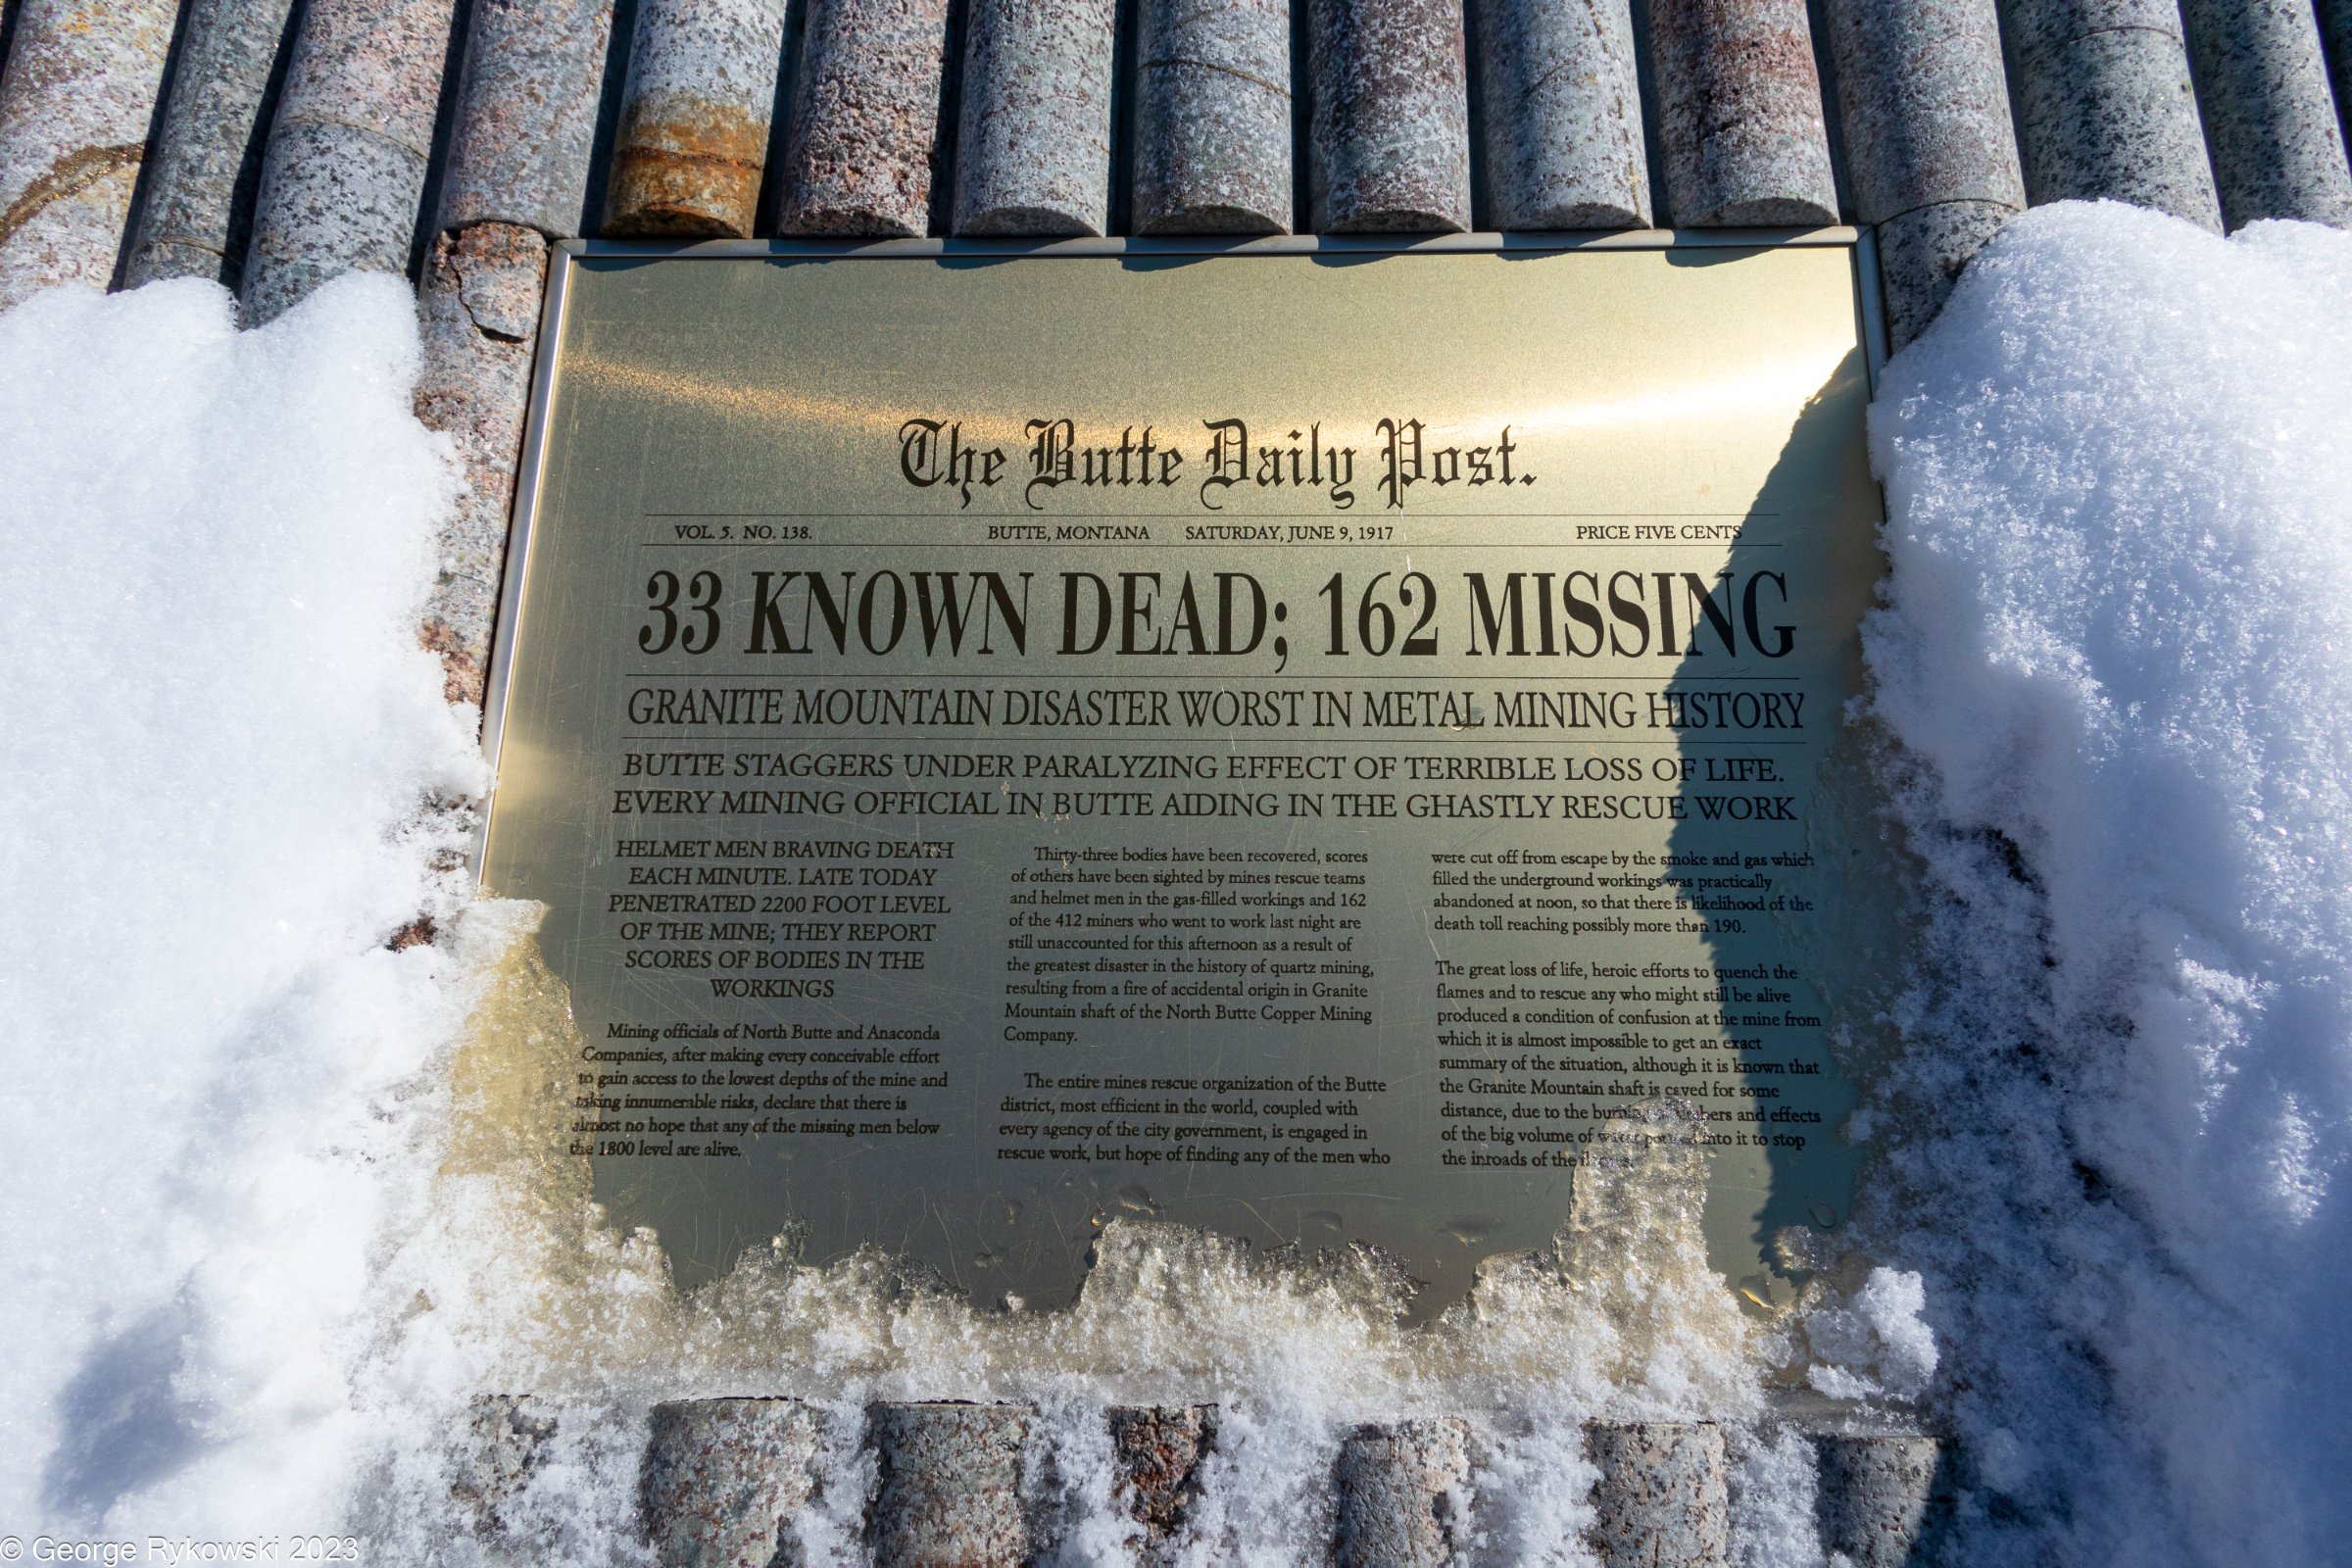 The Butte Daily Post.
VOL. 5. NO. 138. BUTTE, MONTANA SATURDAY, JUNE 9, 1917 PRICE FIVE CENTS
33 KNOWN DEAD; 162 MISSING
GRANITE MOUNTAIN DISASTER WORST IN METAL MINING HISTORY
BUTTE STAGGERS UNDER PARALYZING EFFECT OF TERRIBLE LOSS OF LIFE.
EVERY MINING OFFICIAL IN BUTTE AIDING IN THE GHASTLY RESCUE WORK
HELMET MEN BRAVING DEATH
EACH MINUTE. LATE TODAY
PENETRATED 2200 FOOT LEVEL
OF THE MINE; THEY REPORT
SCORES OF BODIES IN THE
WORKINGS
Mining officials of North Butte and Anaconda
Companies, after making every conceivable effort
to gain access to the lowest depths of the mine and
taking innumerable risks, declare that there is
almost no hope that any of the missing men below
the 1800 level are alive.
Thirty-three bodies have been recovered, scores
of others have been sighted by mines rescue teams
and helmet men in the gas-filled workings and 162
of the 412 miners who went to work last night are
still unaccounted for this afternoon as a result of
the greatest disaster in the history of quartz mining,
resulting from a fire of accidental origin in Granite
Mountain shaft of the North Butte Copper Mining
Company.
The entire mines rescue organization of the Butte
district, most efficient in the world, coupled with
every agency of the city government, is engaged in
rescue work, but hope of finding any of the men who
were cut off from escape by the smoke and gas which
filled the underground workings was practically
abandoned at noon, so that there is likelihood of the
death toll reaching possibly more than 190.
The great loss of life, heroic efforts to quench the
flames and to rescue any who might still be alive
produced a condition of confusion at the mine from
which it is almost impossible to get an exact
summary of the situation, although it is known that
the Granite Mountain shaft is caved for some
distance, due to the and effects
of the big volume of water into it to stop
the inroads of the
© George Rykowski 2023